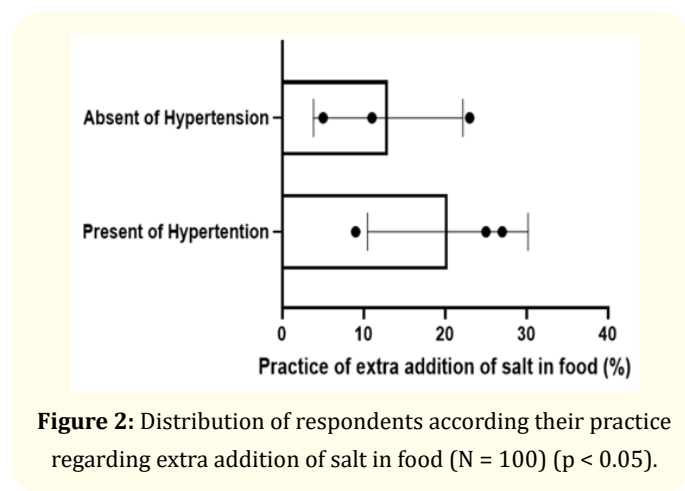 Absent of Hypertension
Present of Hypertention
0 10 20 30 40
Practice of extra addition of salt in food (%)
Figure 2: Distribution of respondents according their practice
regarding extra addition of salt in food (N = 100) (p < 0.05).